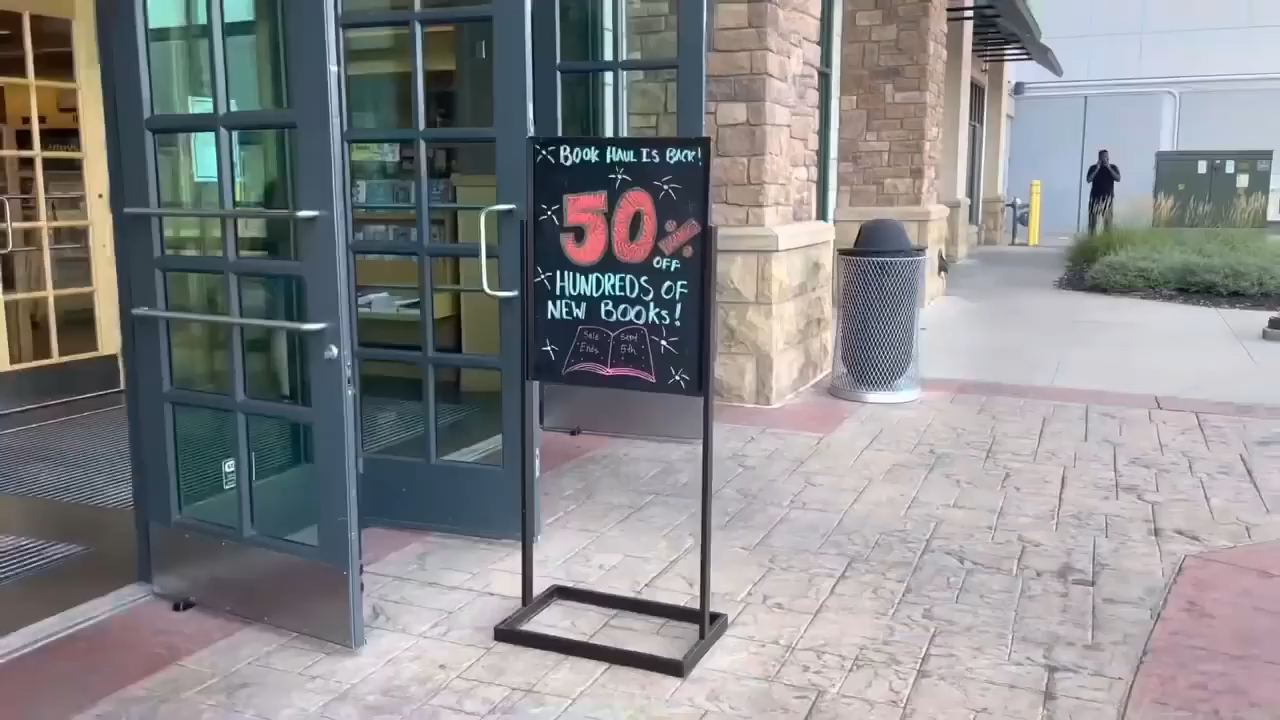 BOOK HAUL IS BACK!
50%
OFF
HUNDREDS OF
NEW BOOKS!
Sale Sept
Ends 5th